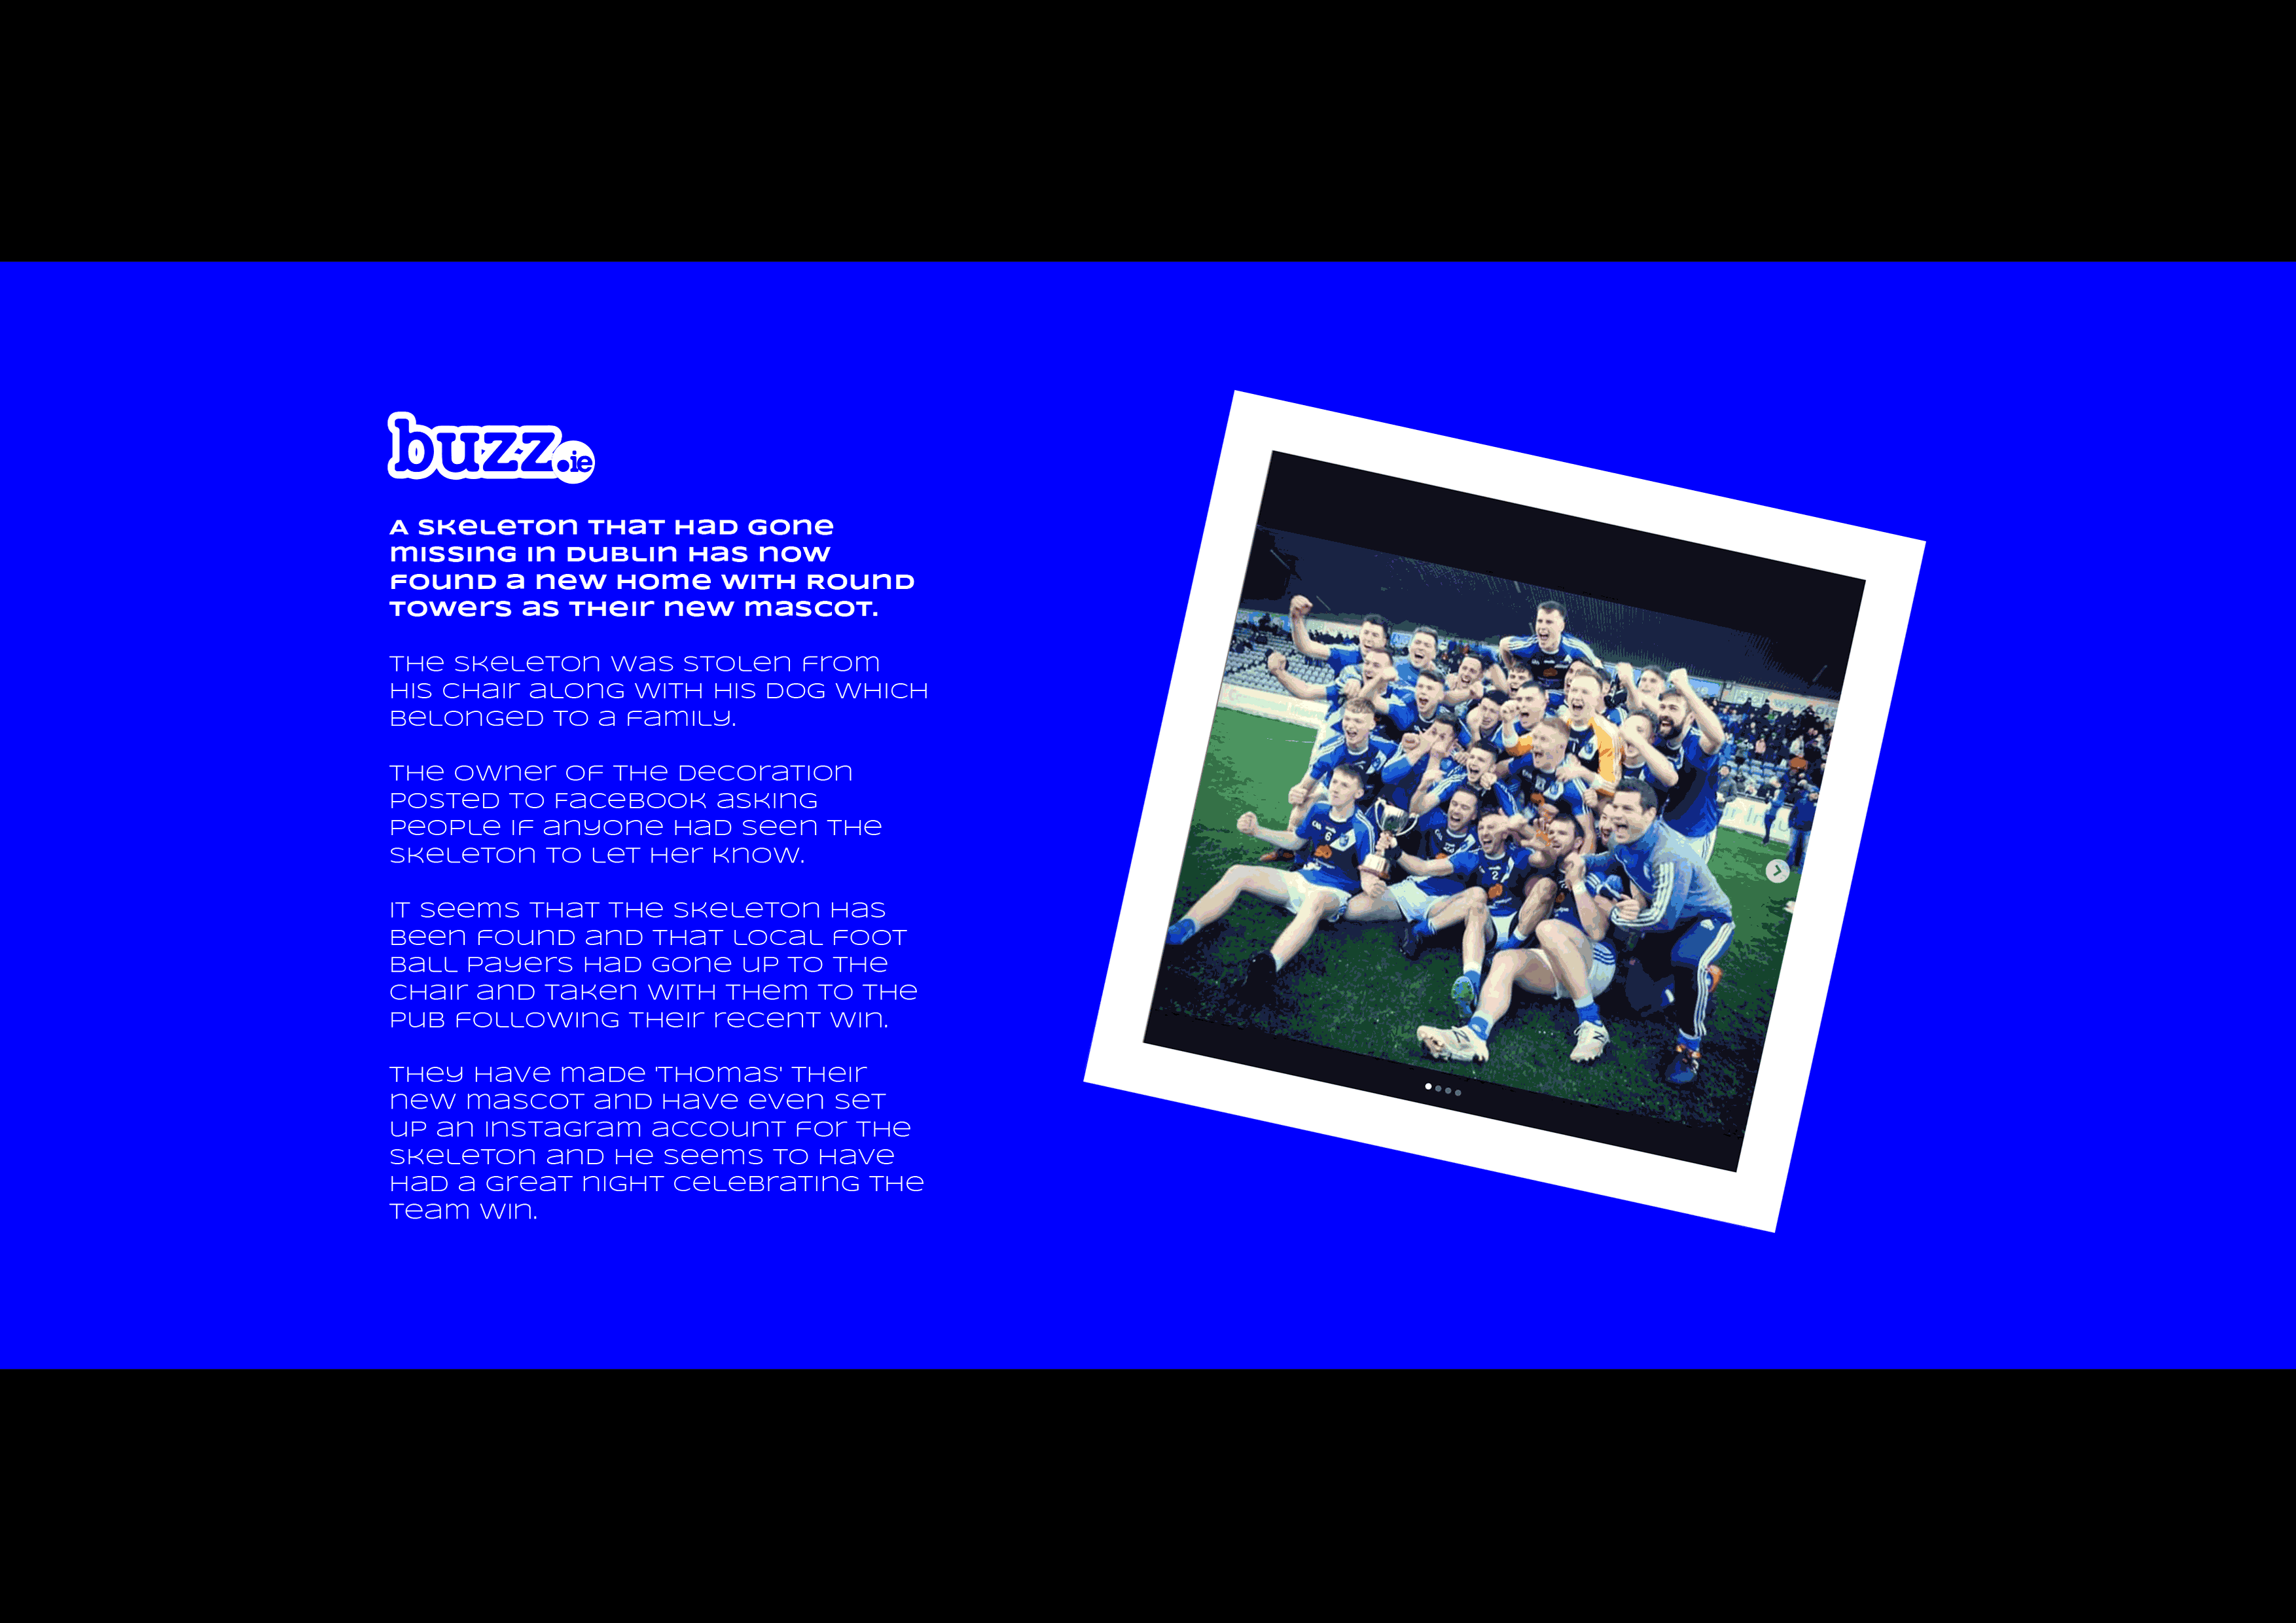 buzz.ie
A skeleton that had gone
missing in Dublin has now
found a new home with Round
Towers as their new mascot.
The skeleton was stolen from
his chair along with his dog which
belonged to a family.
The owner of the decoration
posted to Facebook asking
people if anyone had seen the
skeleton to let her know.
It seems that the skeleton has
been found and that local foot
ball payers had gone up to the
chair and taken with them to the
pub following their recent win.
They have made 'Thomas' their
new mascot and have even set
up an Instagram account for the
skeleton and he seems to have
had a great night celebrating the
team win.
6
2